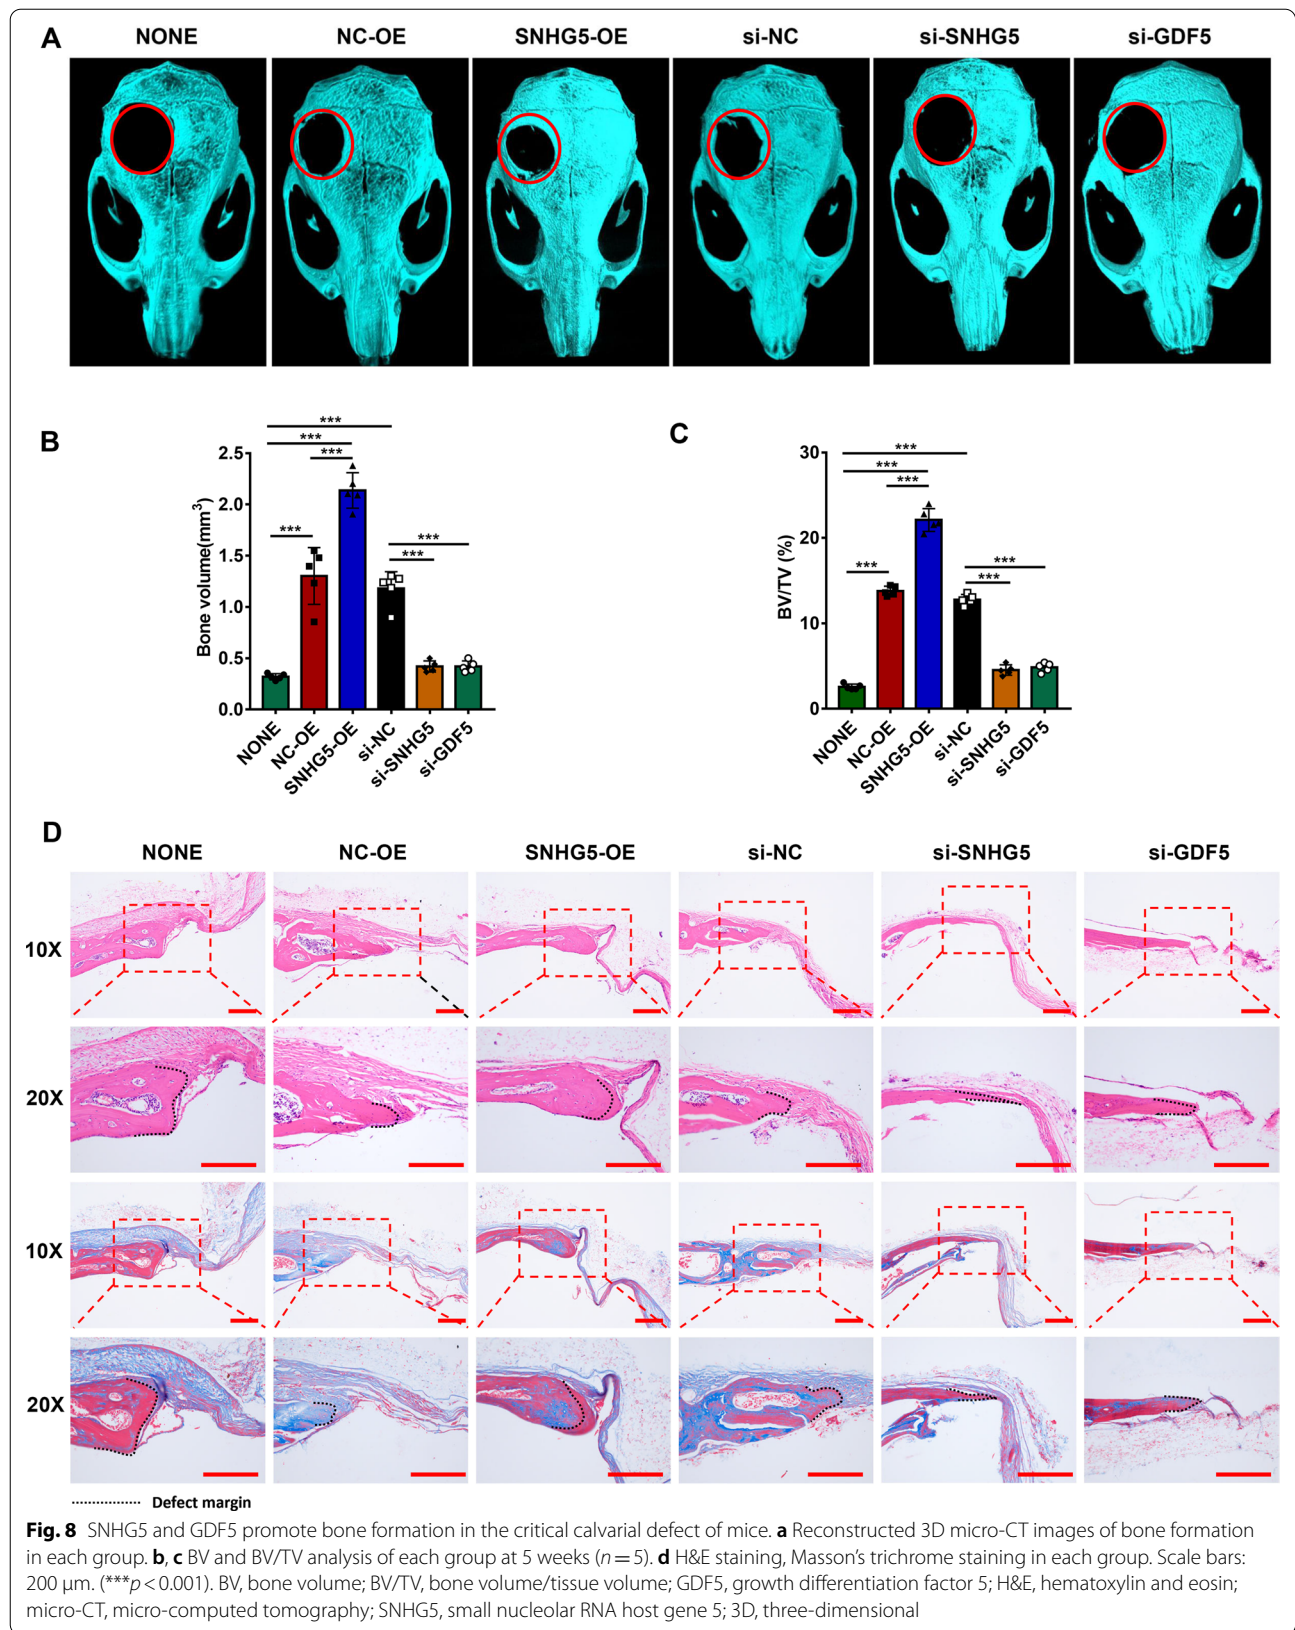 A
NONE NC-OE SNHG5-OE si-NC si-SNHG5 si-GDF5
B
Bone volume(mm³)
2.5
2.0
1.5
1.0
0.5
0.0
***
***
***
***
***
***
NONE NC-OE SNHG5-OE si-NC si-SNHG5 si-GDF5
C
BV/TV (%)
30
20
10
0
***
***
***
***
***
***
NONE NC-OE SNHG5-OE si-NC si-SNHG5 si-GDF5
D
NONE NC-OE SNHG5-OE si-NC si-SNHG5 si-GDF5
10X
20X
10X
20X
Defect margin
Fig. 8 SNHG5 and GDF5 promote bone formation in the critical calvarial defect of mice. a Reconstructed 3D micro-CT images of bone formation
in each group. b, c BV and BV/TV analysis of each group at 5 weeks (n = 5). d H&E staining, Masson's trichrome staining in each group. Scale bars:
200 μm. (***p < 0.001). BV, bone volume; BV/TV, bone volume/tissue volume; GDF5, growth differentiation factor 5; H&E, hematoxylin and eosin;
micro-CT, micro-computed tomography; SNHG5, small nucleolar RNA host gene 5; 3D, three-dimensional